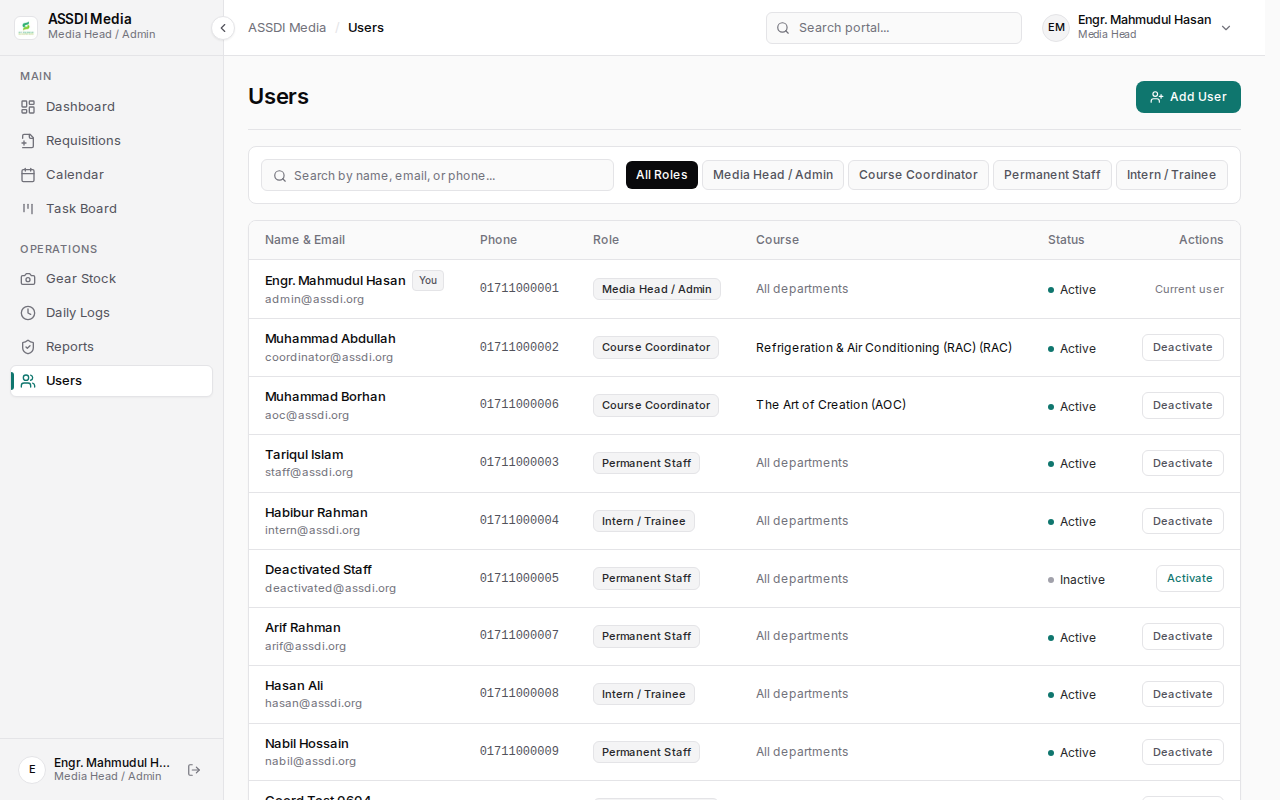 ASSDI Media
Media Head / Admin
ASSDI Media / Users
Search portal...
EM
Engr. Mahmudul Hasan
Media Head
MAIN
Dashboard
Requisitions
Calendar
Task Board
OPERATIONS
Gear Stock
Daily Logs
Reports
Users
Users
Add User
Search by name, email, or phone...
All Roles
Media Head / Admin
Course Coordinator
Permanent Staff
Intern / Trainee
Name & Email Phone Role Course Status Actions
Engr. Mahmudul Hasan You 01711000001 Media Head / Admin All departments Active Current user
admin@assdi.org
Muhammad Abdullah 01711000002 Course Coordinator Refrigeration & Air Conditioning (RAC) (RAC) Active Deactivate
coordinator@assdi.org
Muhammad Borhan 01711000006 Course Coordinator The Art of Creation (AOC) Active Deactivate
aoc@assdi.org
Tariqul Islam 01711000003 Permanent Staff All departments Active Deactivate
staff@assdi.org
Habibur Rahman 01711000004 Intern / Trainee All departments Active Deactivate
intern@assdi.org
Deactivated Staff 01711000005 Permanent Staff All departments Inactive Activate
deactivated@assdi.org
Arif Rahman 01711000007 Permanent Staff All departments Active Deactivate
arif@assdi.org
Hasan Ali 01711000008 Intern / Trainee All departments Active Deactivate
hasan@assdi.org
Nabil Hossain 01711000009 Permanent Staff All departments Active Deactivate
nabil@assdi.org
E
Engr. Mahmudul H...
Media Head / Admin